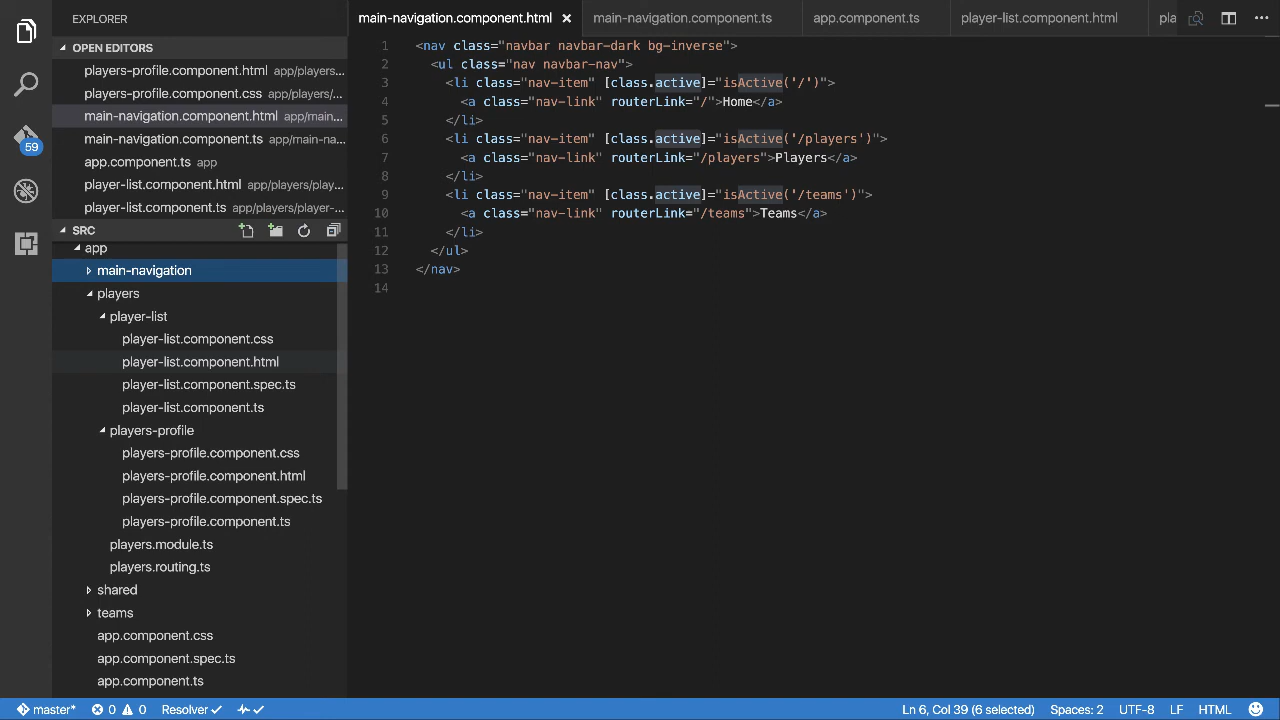 EXPLORER
OPEN EDITORS
players-profile.component.html app/players...
players-profile.component.css app/players/...
main-navigation.component.html app/main...
main-navigation.component.ts app/main-na...
app.component.ts app
player-list.component.html app/players/play...
player-list.component.ts app/players/player-...
59
SRC
app
main-navigation
players
player-list
player-list.component.css
player-list.component.html
player-list.component.spec.ts
player-list.component.ts
players-profile
players-profile.component.css
players-profile.component.html
players-profile.component.spec.ts
players-profile.component.ts
players.module.ts
players.routing.ts
shared
teams
app.component.css
app.component.spec.ts
app.component.ts
main-navigation.component.html main-navigation.component.ts app.component.ts player-list.component.html pla
1 <nav class="navbar navbar-dark bg-inverse">
2 <ul class="nav navbar-nav">
3 <li class="nav-item" [class.active]="isActive('/')">
4 <a class="nav-link" routerLink="/">Home</a>
5 </li>
6 <li class="nav-item" [class.active]="isActive('/players')">
7 <a class="nav-link" routerLink="/players">Players</a>
8 </li>
9 <li class="nav-item" [class.active]="isActive('/teams')">
10 <a class="nav-link" routerLink="/teams">Teams</a>
11 </li>
12 </ul>
13 </nav>
14
master* 0 0 Resolver Ln 6, Col 39 (6 selected) Spaces: 2 UTF-8 LF HTML